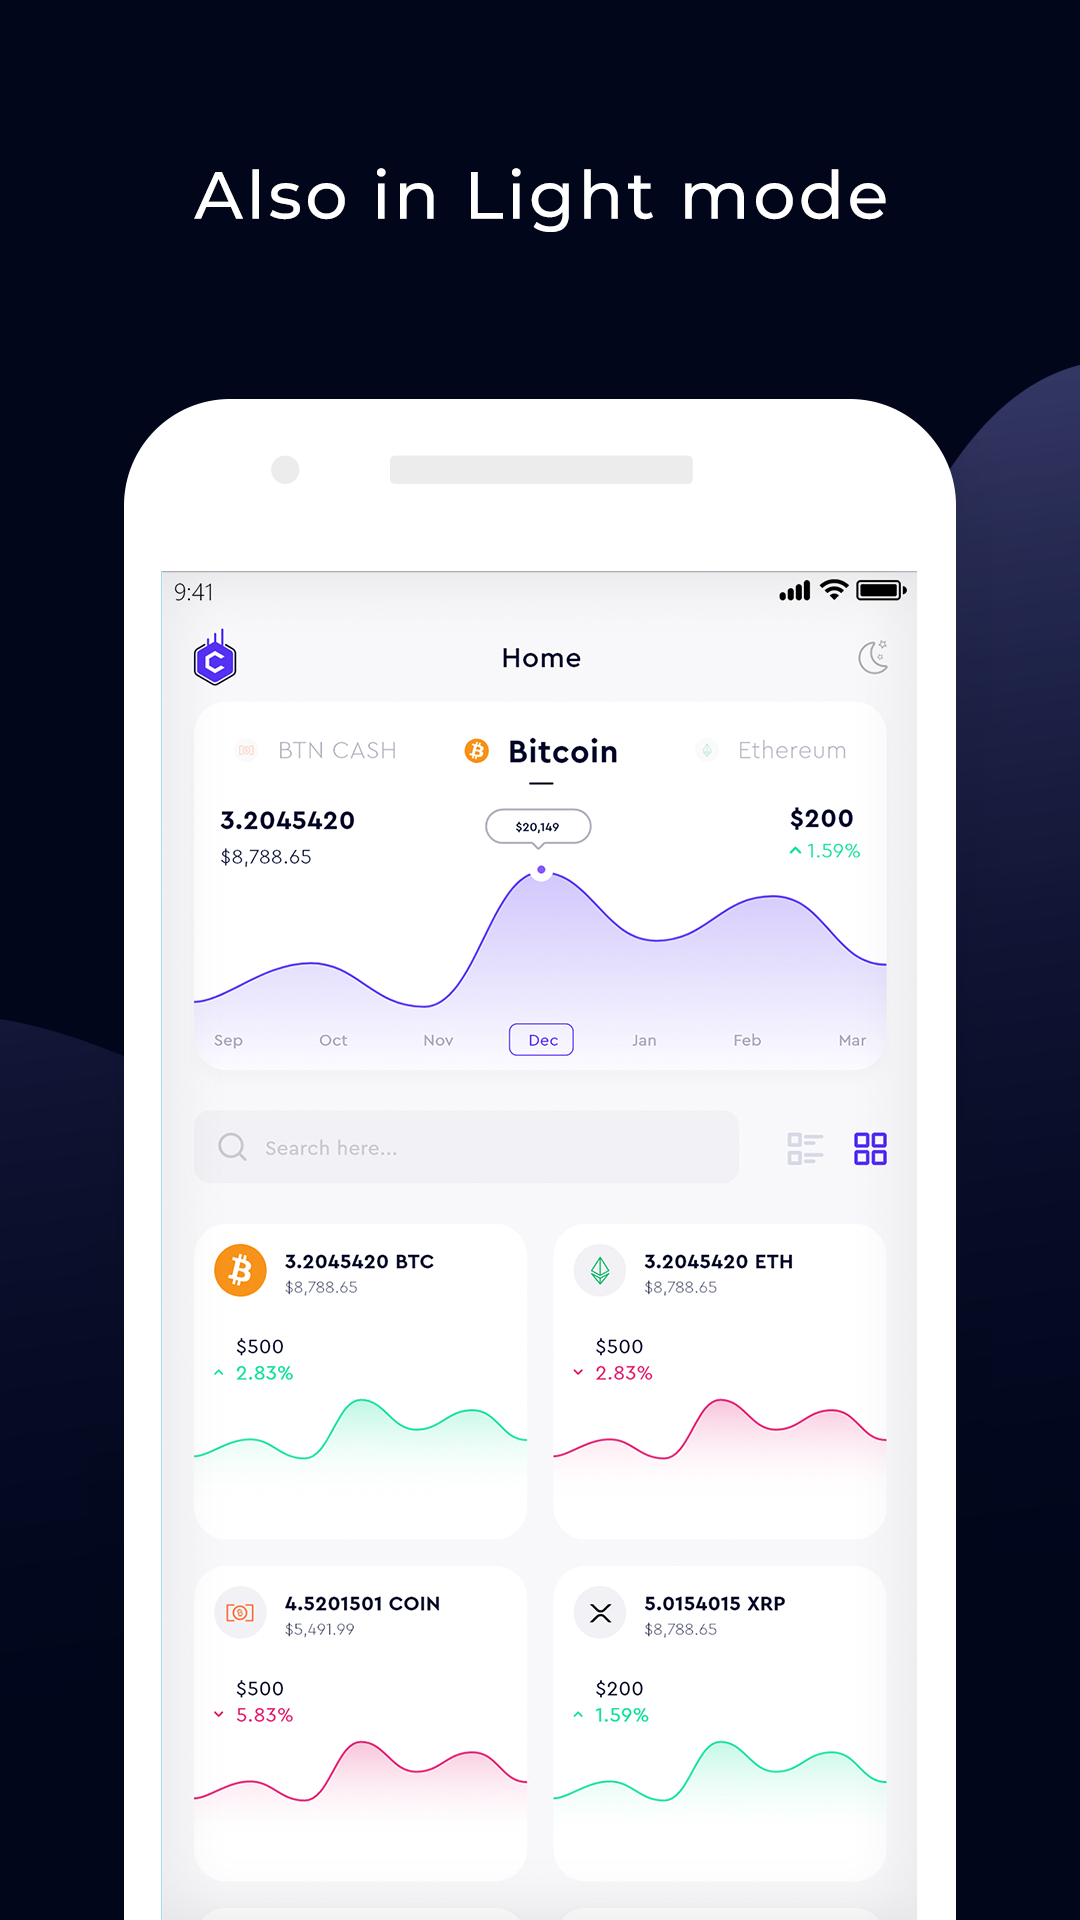 Also in Light mode
9:41
Home
BTN CASH
Bitcoin
Ethereum
3.2045420
$20,149
$200
$8,788.65
1.59%
Sep Oct Nov Dec Jan Feb Mar
Search here...
3.2045420 BTC
$8,788.65
$500
2.83%
3.2045420 ETH
$8,788.65
$500
2.83%
4.5201501 COIN
$5,491.99
$500
5.83%
5.0154015 XRP
$8,788.65
$200
1.59%